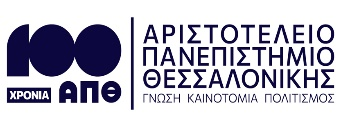 100
ΧΡΟΝΙΑ ΑΠΘ
ΑΡΙΣΤΟΤΕΛΕΙΟ
ΠΑΝΕΠΙΣΤΗΜΙΟ
ΘΕΣΣΑΛΟΝΙΚΗΣ
ΓΝΩΣΗ ΚΑΙΝΟΤΟΜΙΑ ΠΟΛΙΤΙΣΜΟΣ